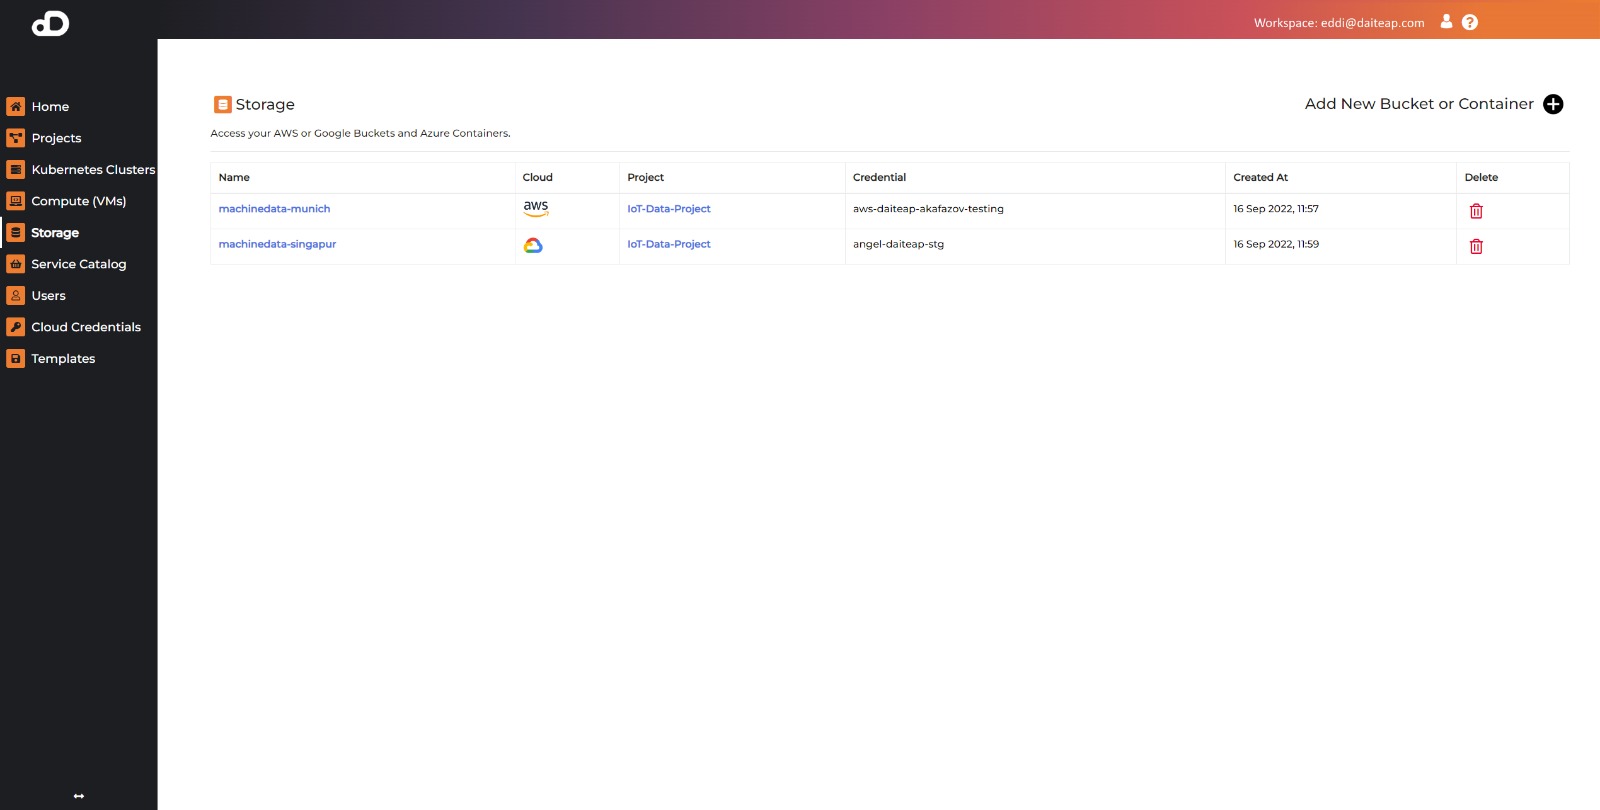 Workspace: eddi@daiteap.com
Home
Projects
Kubernetes Clusters
Compute (VMs)
Storage
Service Catalog
Users
Cloud Credentials
Templates
Storage
Add New Bucket or Container
Access your AWS or Google Buckets and Azure Containers.
Name Cloud Project Credential Created At Delete
machinedata-munich aws IoT-Data-Project aws-daiteap-akafazov-testing 16 Sep 2022, 11:57
machinedata-singapur IoT-Data-Project angel-daiteap-stg 16 Sep 2022, 11:59